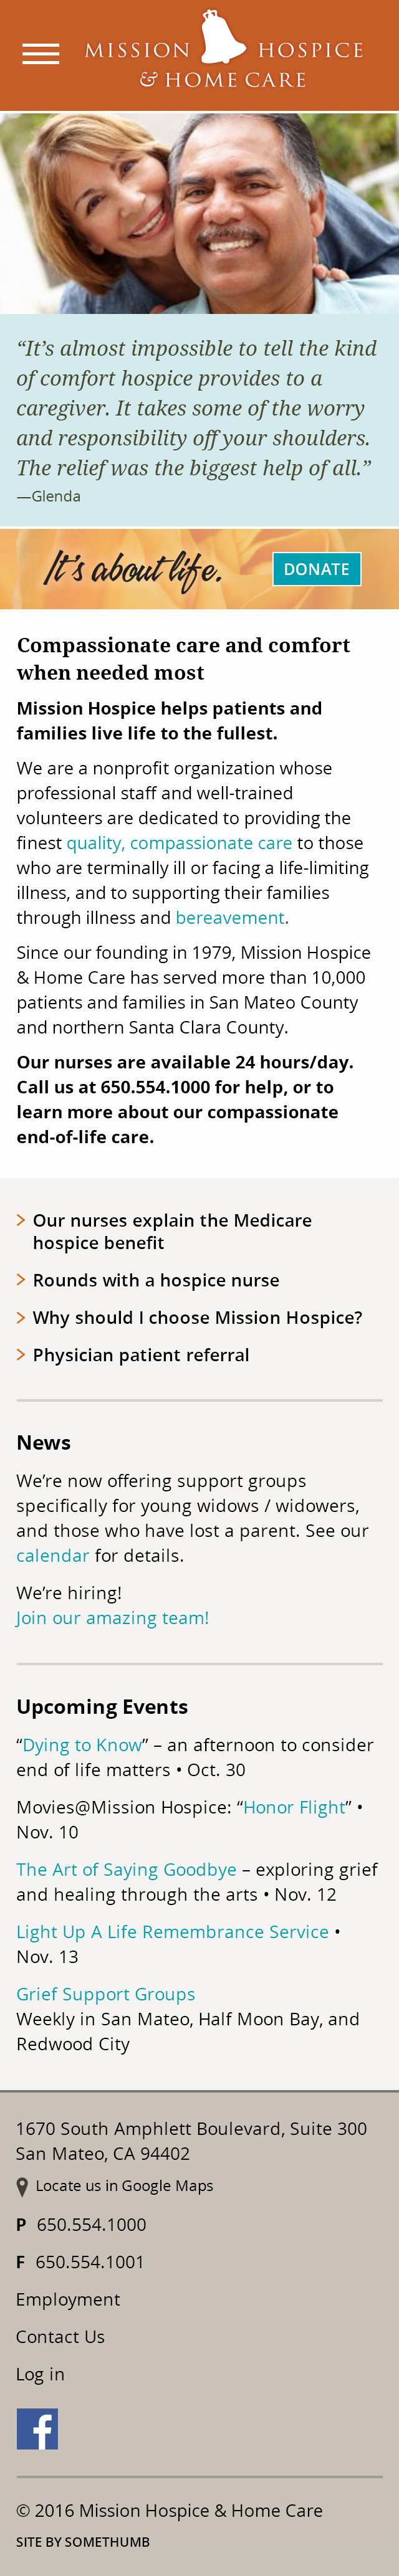 MISSION HOSPICE
& HOME CARE
“It’s almost impossible to tell the kind
of comfort hospice provides to a
caregiver. It takes some of the worry
and responsibility off your shoulders.
The relief was the biggest help of all.”
—Glenda
It’s about life.
DONATE
Compassionate care and comfort
when needed most
Mission Hospice helps patients and
families live life to the fullest.
We are a nonprofit organization whose
professional staff and well-trained
volunteers are dedicated to providing the
finest quality, compassionate care to those
who are terminally ill or facing a life-limiting
illness, and to supporting their families
through illness and bereavement.
Since our founding in 1979, Mission Hospice
& Home Care has served more than 10,000
patients and families in San Mateo County
and northern Santa Clara County.
Our nurses are available 24 hours/day.
Call us at 650.554.1000 for help, or to
learn more about our compassionate
end-of-life care.
Our nurses explain the Medicare
hospice benefit
Rounds with a hospice nurse
Why should I choose Mission Hospice?
Physician patient referral
News
We’re now offering support groups
specifically for young widows / widowers,
and those who have lost a parent. See our
calendar for details.
We’re hiring!
Join our amazing team!
Upcoming Events
“Dying to Know” – an afternoon to consider
end of life matters • Oct. 30
Movies@Mission Hospice: “Honor Flight” •
Nov. 10
The Art of Saying Goodbye – exploring grief
and healing through the arts • Nov. 12
Light Up A Life Remembrance Service •
Nov. 13
Grief Support Groups
Weekly in San Mateo, Half Moon Bay, and
Redwood City
1670 South Amphlett Boulevard, Suite 300
San Mateo, CA 94402
Locate us in Google Maps
P 650.554.1000
F 650.554.1001
Employment
Contact Us
Log in
f
© 2016 Mission Hospice & Home Care
SITE BY SOMETHUMB